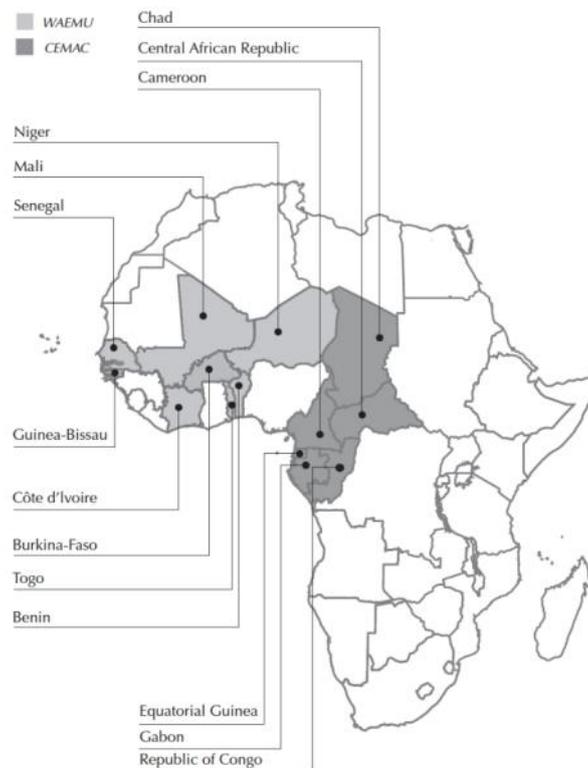 WAEMU
CEMAC
Chad
Central African Republic
Cameroon
Niger
Mali
Senegal
Guinea-Bissau
Côte d'Ivoire
Burkina-Faso
Togo
Benin
Equatorial Guinea
Gabon
Republic of Congo